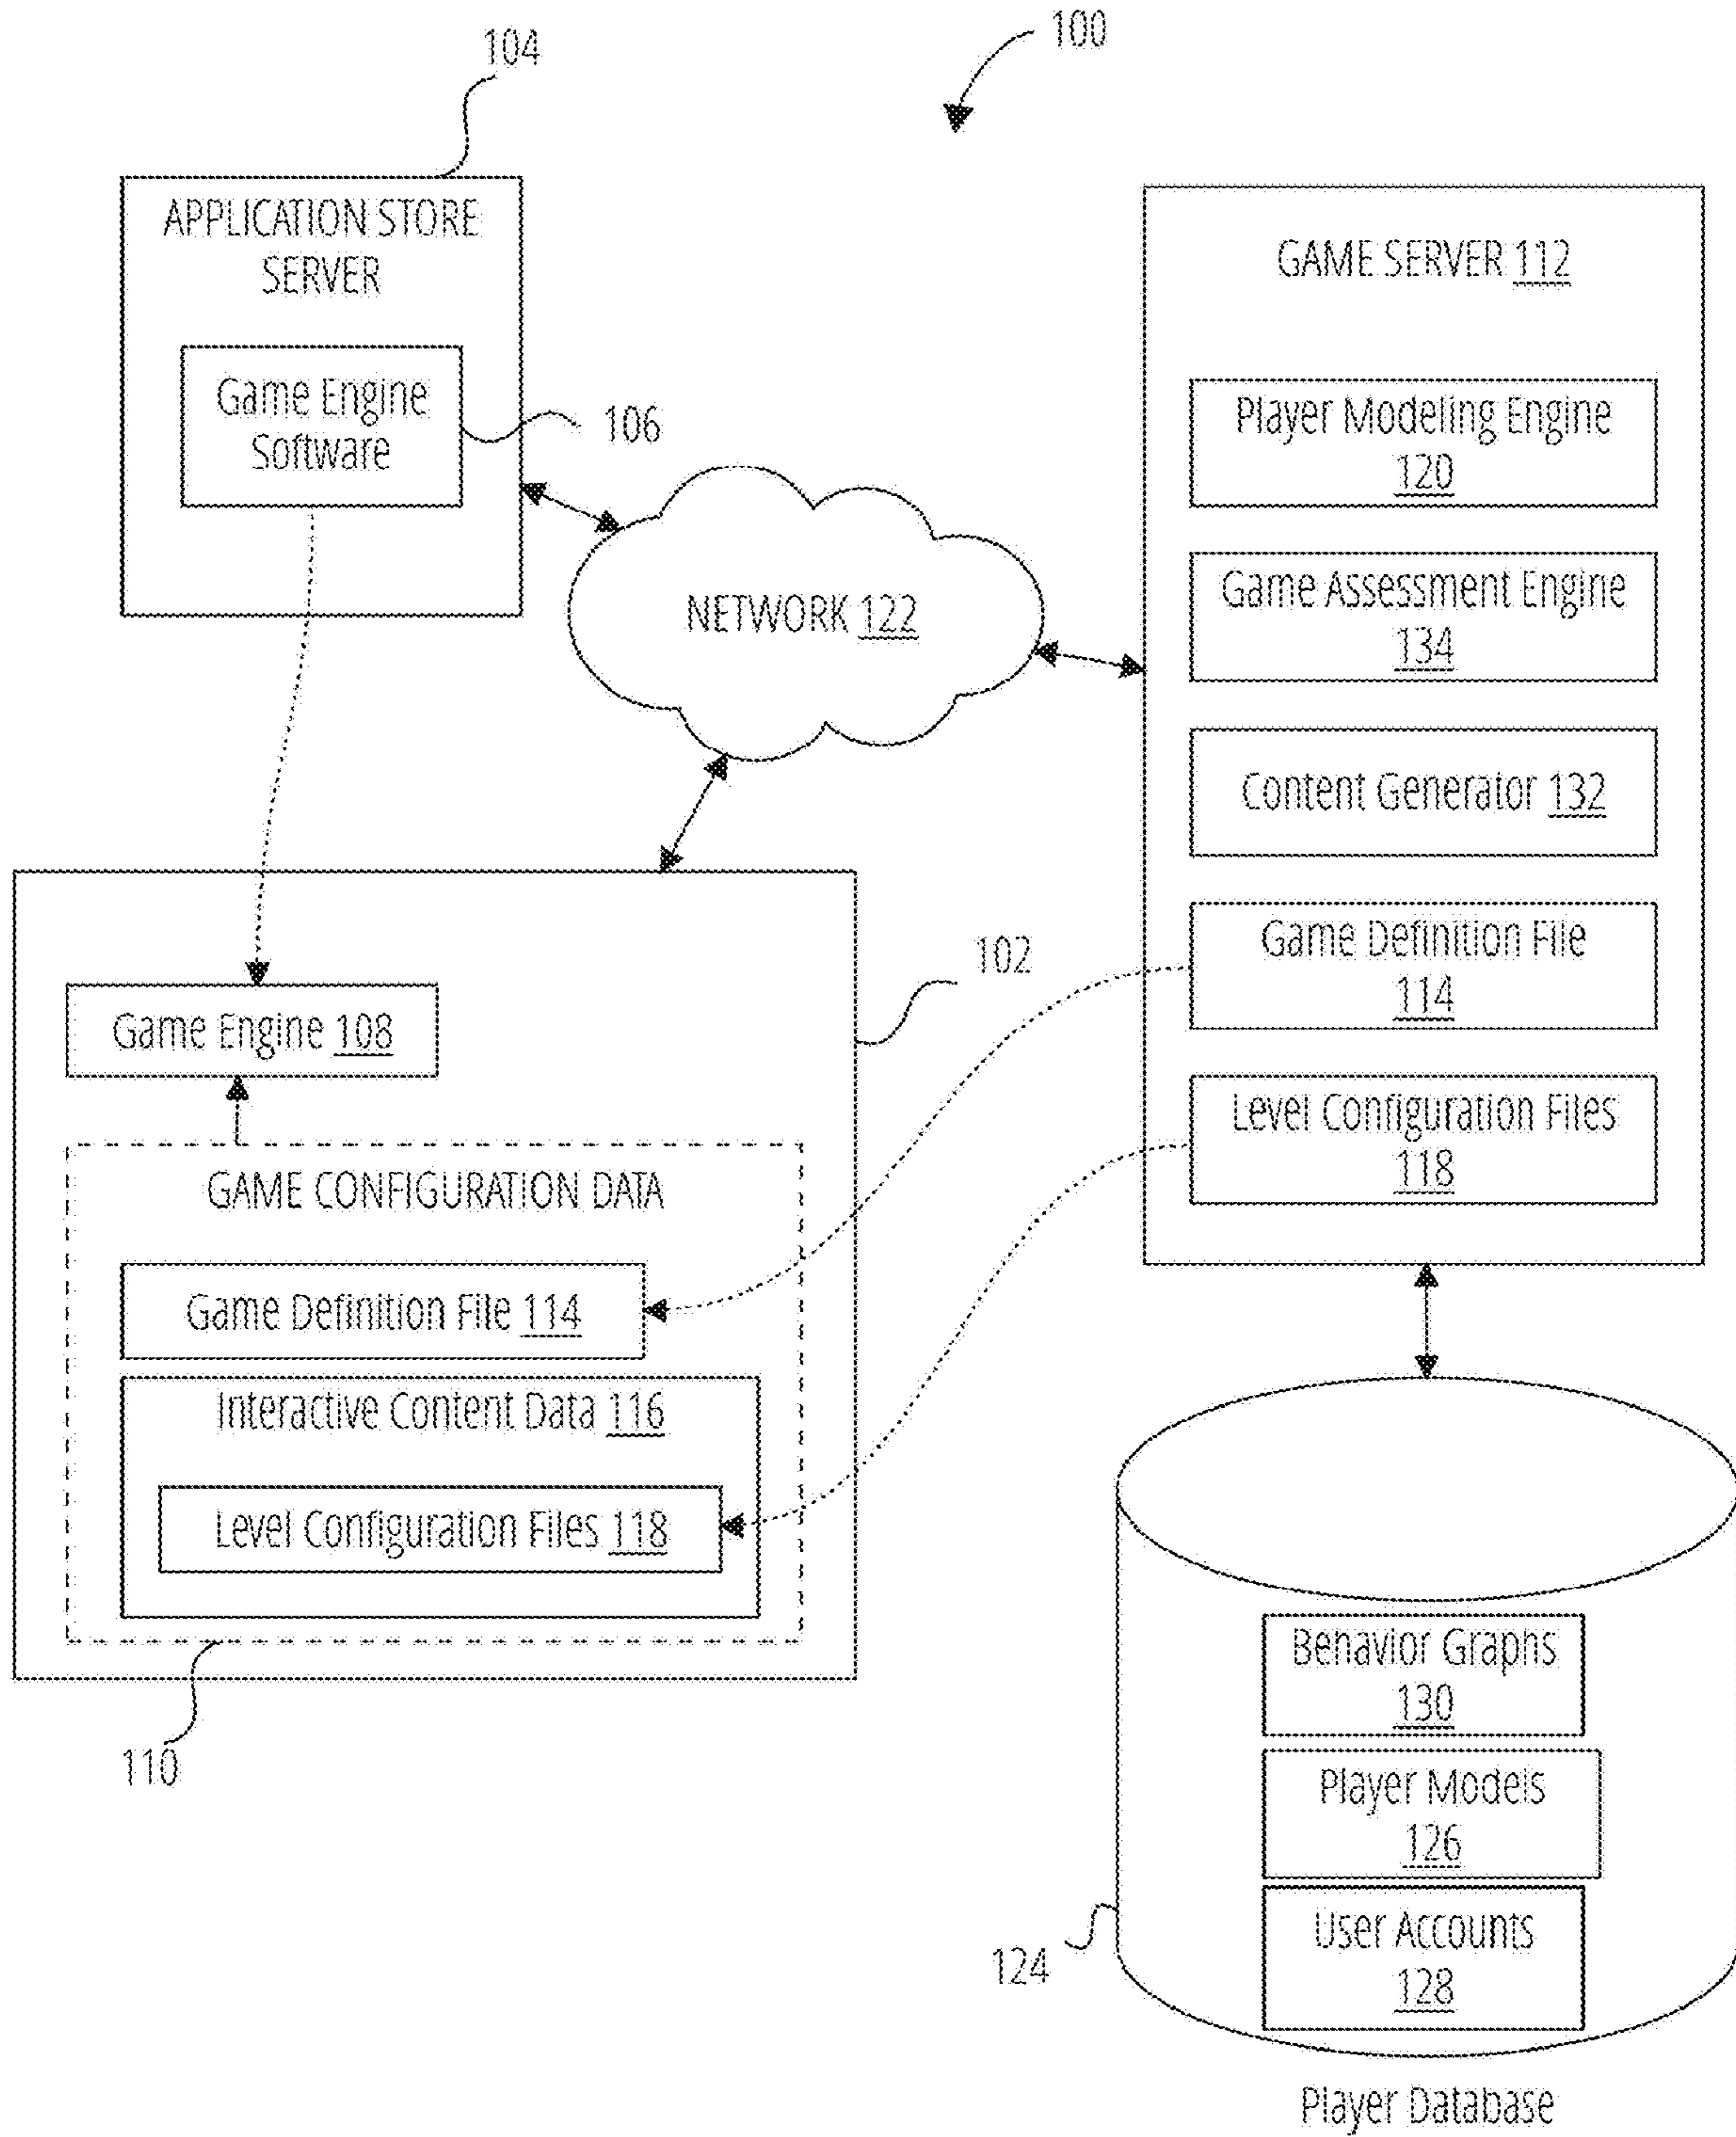 100
104
APPLICATION STORE
SERVER
Game Engine
Software
106
NETWORK 122
GAME SERVER 112
Player Modeling Engine
120
Game Assessment Engine
134
Content Generator 132
Game Definition File
114
Level Configuration Files
118
102
Game Engine 108
GAME CONFIGURATION DATA
Game Definition File 114
Interactive Content Data 116
Level Configuration Files 118
110
Behavior Graphs
130
Player Models
126
User Accounts
128
124
Player Database